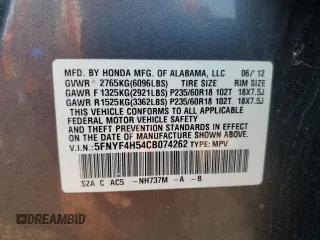 MFD. BY HONDA MFG. OF ALABAMA, LLC 06/12
GVWR 2765KG(6096LBS) TIRE SIZE RIM SIZE
GAWR F 1325KG(2921LBS) P235/60R18 102T 18X7.5J
GAWR R 1525KG(3362LBS) P235/60R18 102T 18X7.5J
THIS VEHICLE CONFORMS TO ALL APPLICABLE
FEDERAL MOTOR VEHICLE SAFETY STANDARDS
IN EFFECT ON THE DATE OF MANUFACTURE
SHOWN ABOVE.
V.I.N.: 5FNYF4H54CB074262 TYPE: MPV
SZA C AC5 -NH737M -A -B
DREAMBID